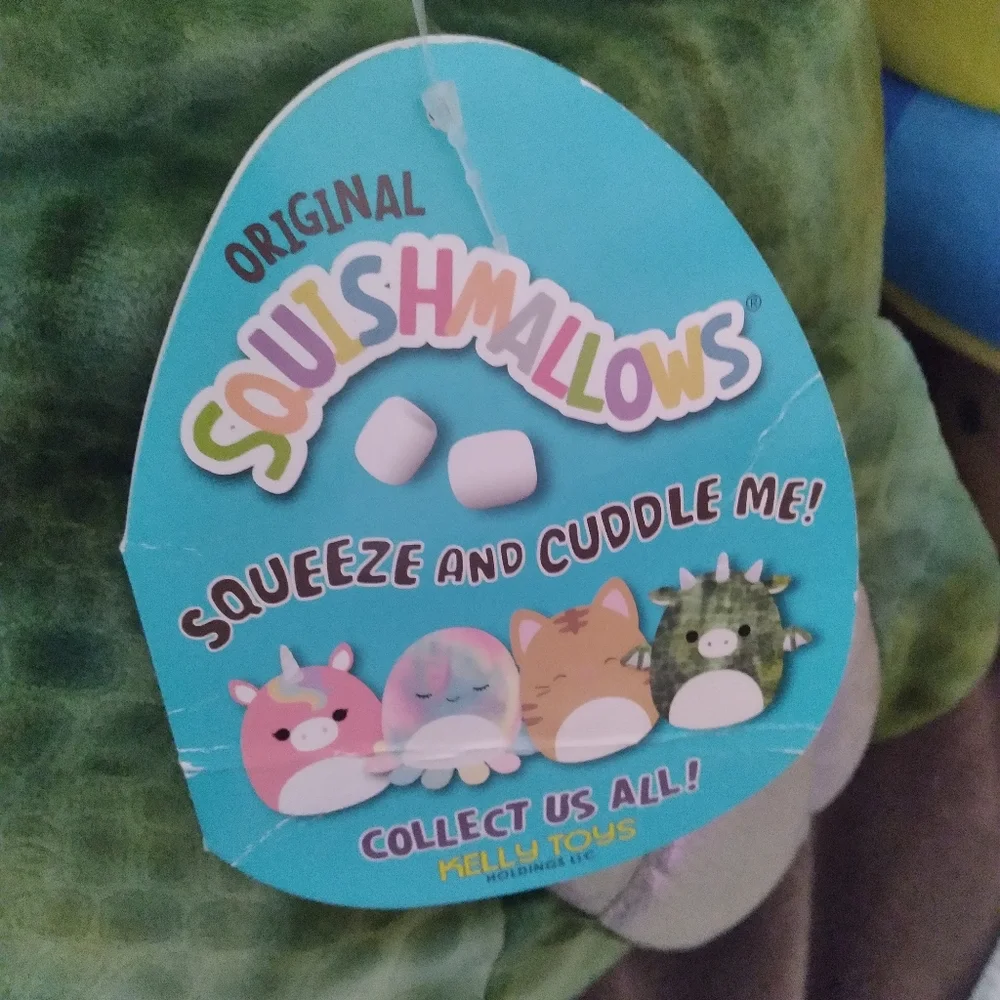 ORIGINAL
SQUISHMALLOWS®
SQUEEZE AND CUDDLE ME!
COLLECT US ALL!
KELLY TOYS
HOLDINGS LLC